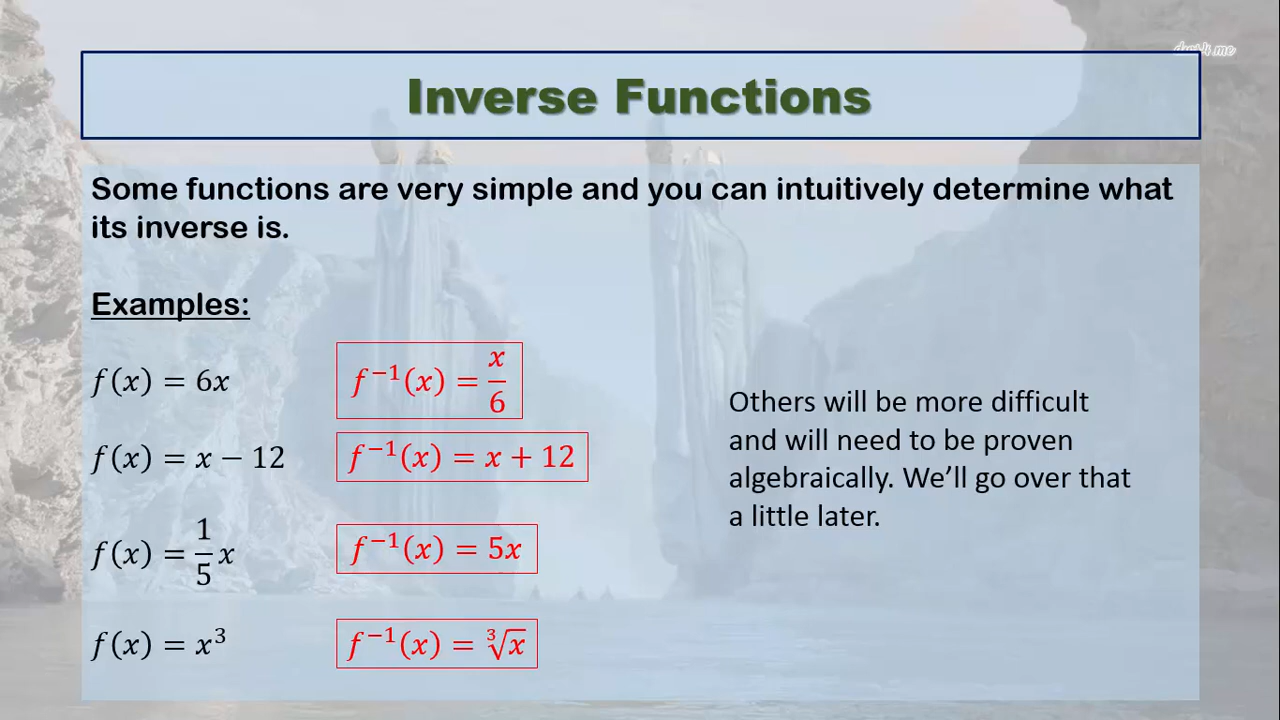 Inverse Functions
Some functions are very simple and you can intuitively determine what
its inverse is.
Examples:
f(x) = 6x
f⁻¹(x) = x/6
f(x) = x − 12
f⁻¹(x) = x + 12
f(x) = 1/5 x
f⁻¹(x) = 5x
f(x) = x³
f⁻¹(x) = ∛x
Others will be more difficult
and will need to be proven
algebraically. We’ll go over that
a little later.